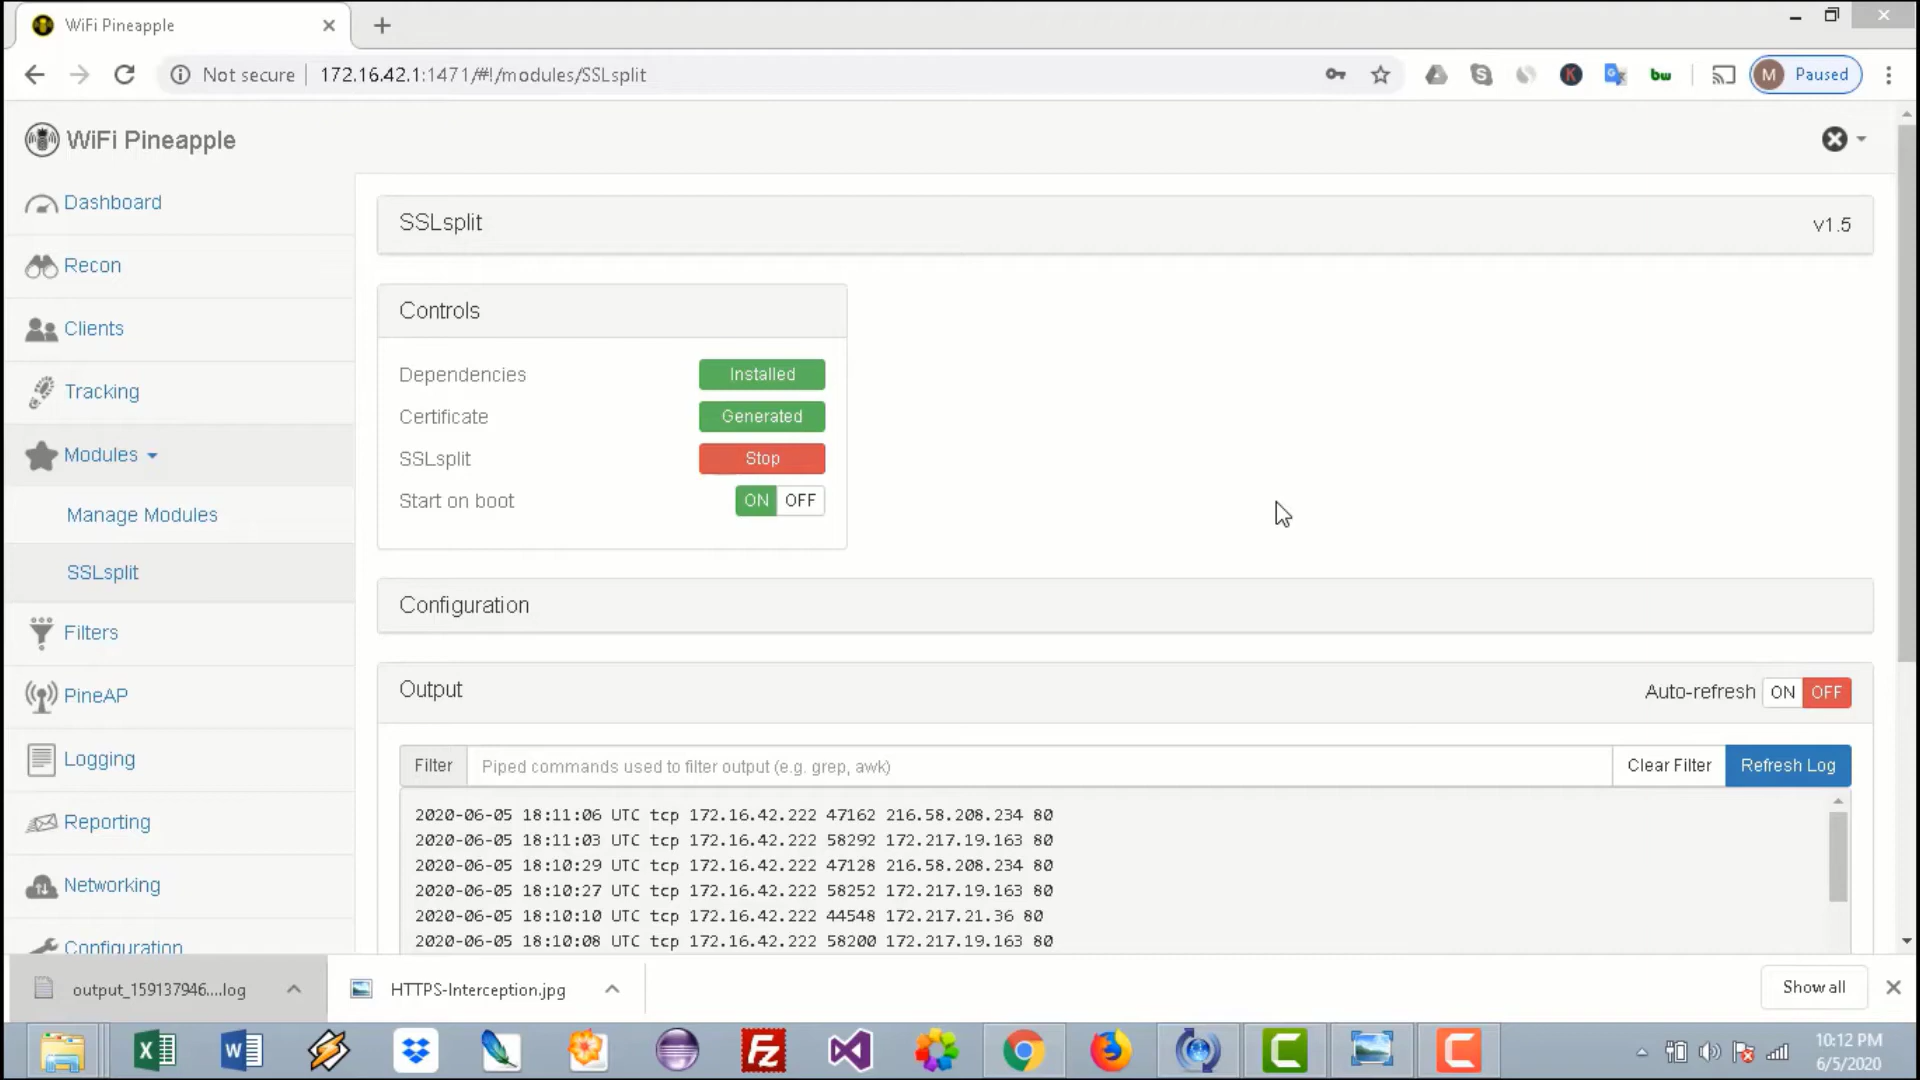 WiFi Pineapple
Not secure
172.16.42.1:1471/#!/modules/SSLsplit
K
bw
M
Paused
WiFi Pineapple
Dashboard
Recon
Clients
Tracking
Modules
Manage Modules
SSLsplit
Filters
PineAP
Logging
Reporting
Networking
Configuration
SSLsplit
v1.5
Controls
Dependencies
Installed
Certificate
Generated
SSLsplit
Stop
Start on boot
ON OFF
Configuration
Output
Auto-refresh ON OFF
Filter
Piped commands used to filter output (e.g. grep, awk)
Clear Filter
Refresh Log
2020-06-05 18:11:06 UTC tcp 172.16.42.222 47162 216.58.208.234 80
2020-06-05 18:11:03 UTC tcp 172.16.42.222 58292 172.217.19.163 80
2020-06-05 18:10:29 UTC tcp 172.16.42.222 47128 216.58.208.234 80
2020-06-05 18:10:27 UTC tcp 172.16.42.222 58252 172.217.19.163 80
2020-06-05 18:10:10 UTC tcp 172.16.42.222 44548 172.217.21.36 80
2020-06-05 18:10:08 UTC tcp 172.16.42.222 58200 172.217.19.163 80
output_159137946....log
HTTPS-Interception.jpg
Show all
10:12 PM
6/5/2020